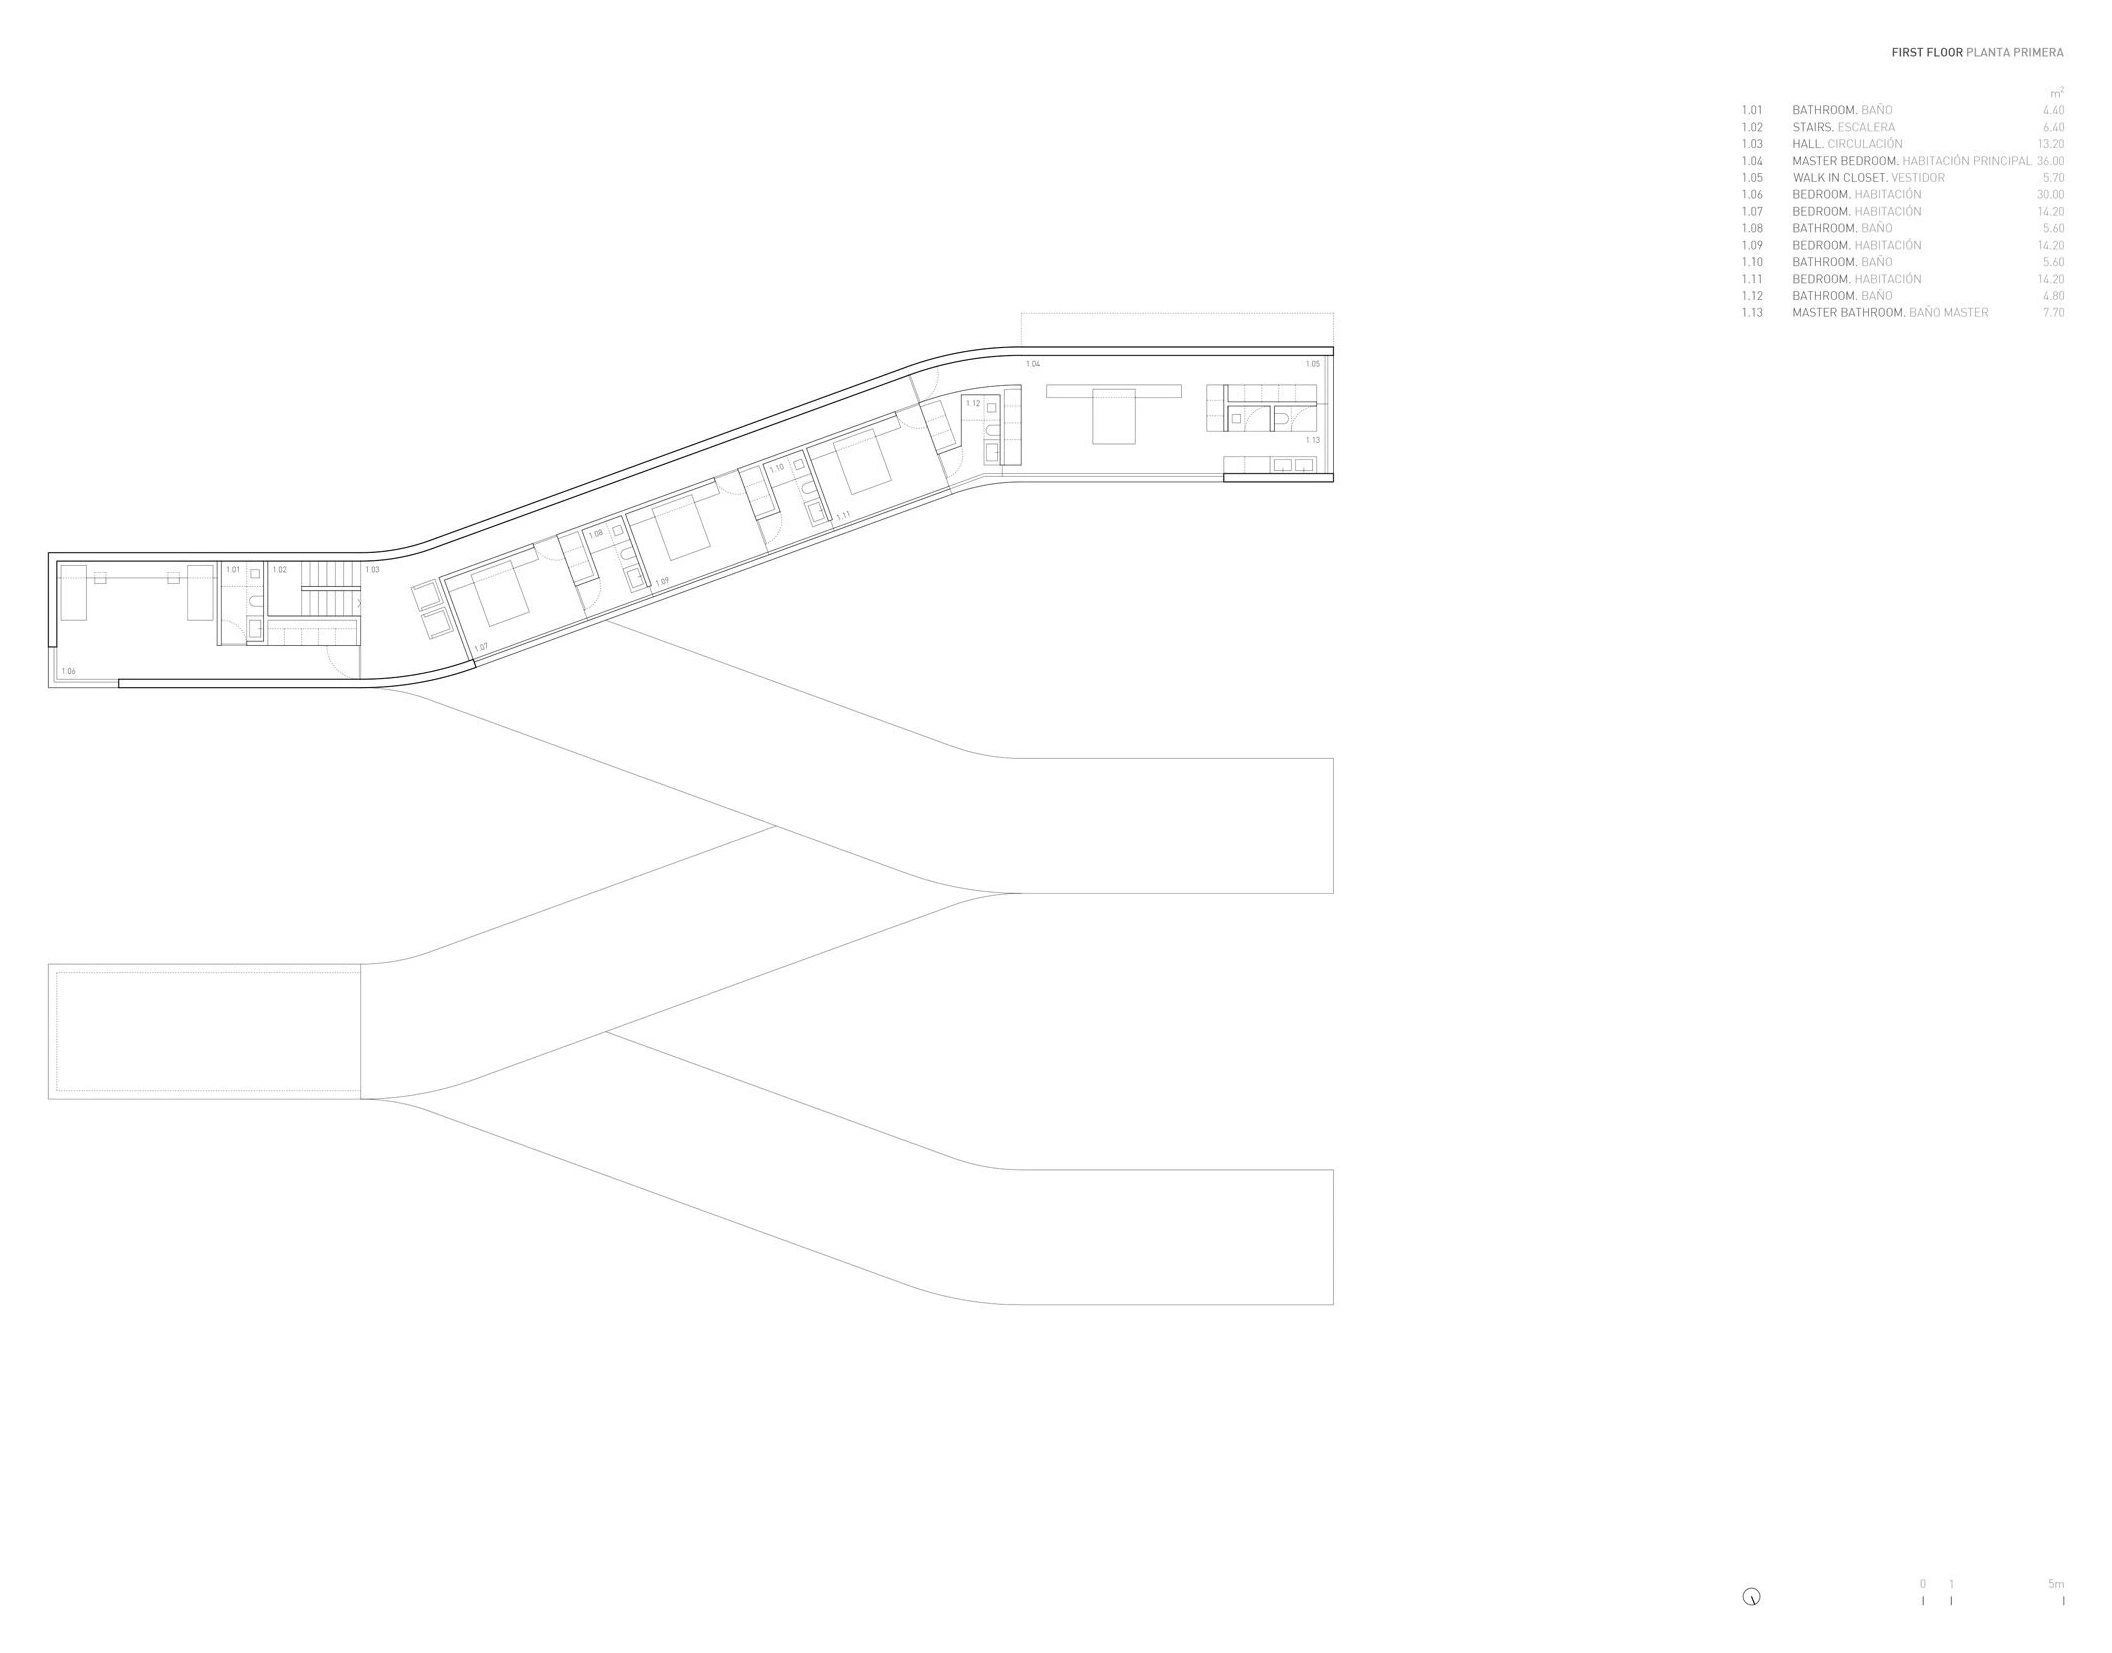 FIRST FLOOR PLANTA PRIMERA
m²
1.01 BATHROOM. BAÑO 4.40
1.02 STAIRS. ESCALERA 6.40
1.03 HALL. CIRCULACIÓN 13.20
1.04 MASTER BEDROOM. HABITACIÓN PRINCIPAL 36.00
1.05 WALK IN CLOSET. VESTIDOR 5.70
1.06 BEDROOM. HABITACIÓN 30.00
1.07 BEDROOM. HABITACIÓN 14.20
1.08 BATHROOM. BAÑO 5.60
1.09 BEDROOM. HABITACIÓN 14.20
1.10 BATHROOM. BAÑO 5.60
1.11 BEDROOM. HABITACIÓN 14.20
1.12 BATHROOM. BAÑO 4.80
1.13 MASTER BATHROOM. BAÑO MASTER 7.70
1.04
1.05
1.12
1.13
1.10
1.11
1.08
1.09
1.01
1.02
1.03
1.07
1.06
0 1 5m